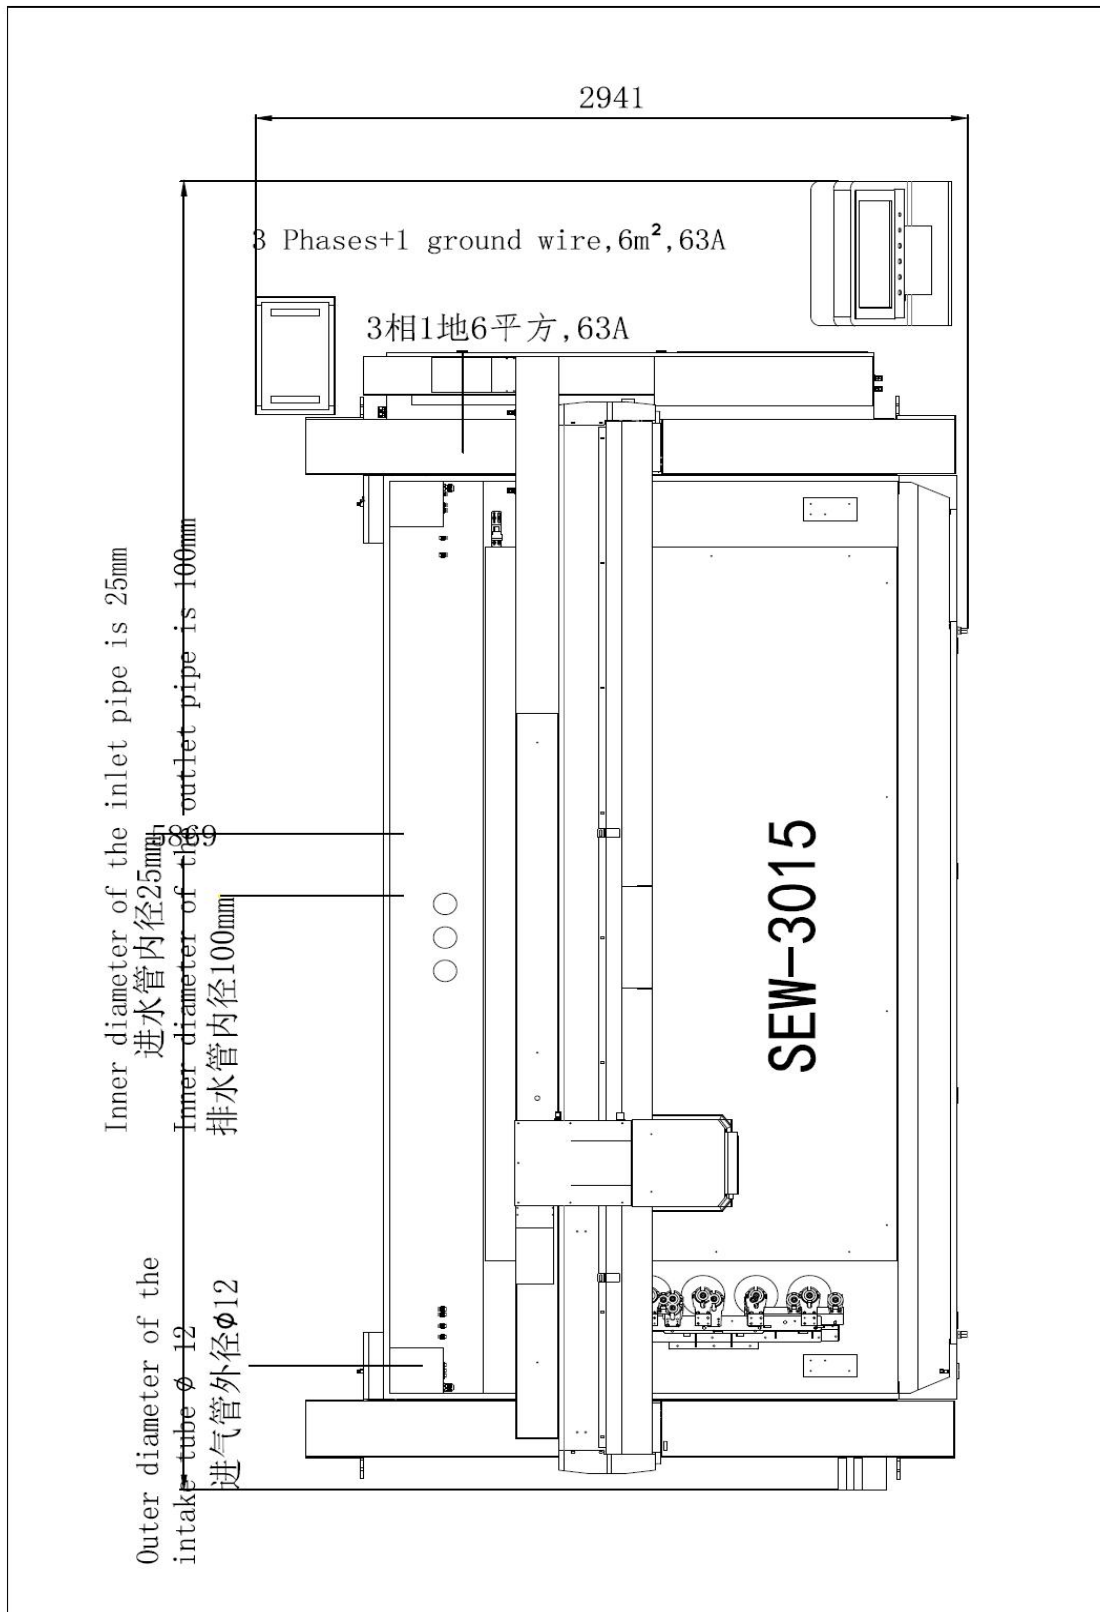 2941
3 Phases+1 ground wire,6m²,63A
3相1地6平方,63A
Inner diameter of the inlet pipe is 25mm
进水管内径25mm
5869
Inner diameter of the outlet pipe is 100mm
排水管内径100mm
SEW-3015
Outer diameter of the
intake tube ϕ 12
进气管外径ϕ12